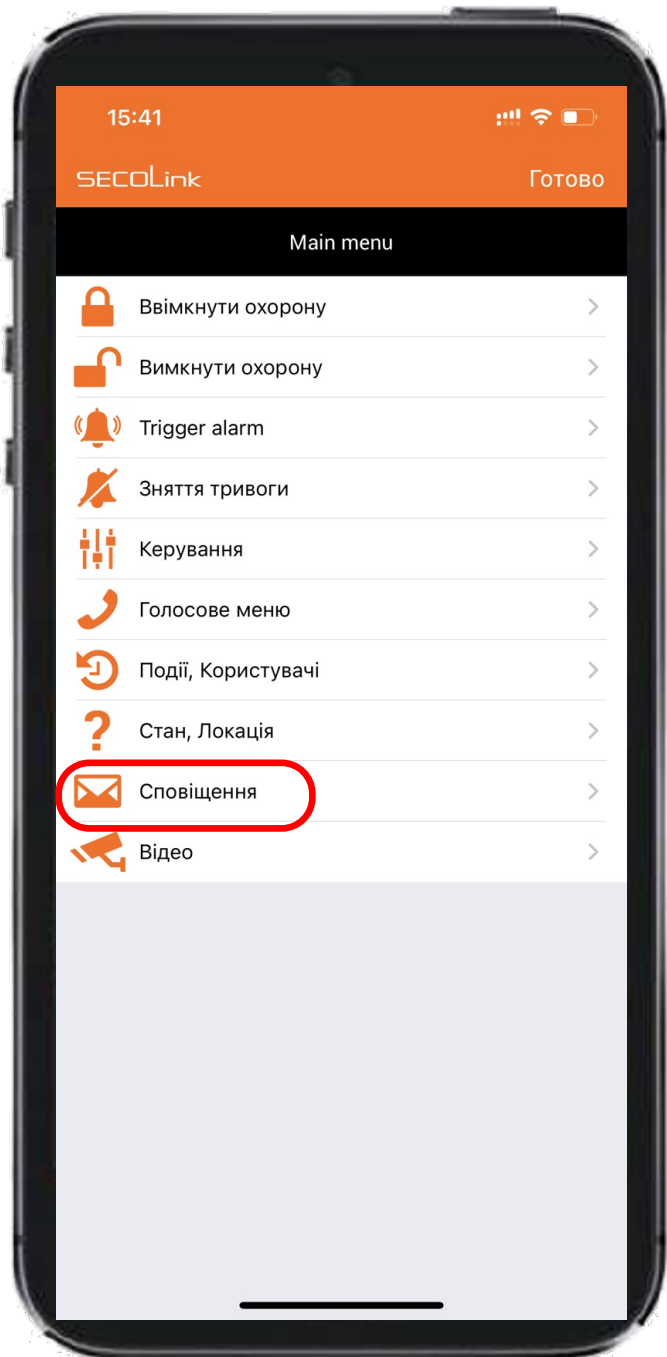 15:41
SECOLink
Готово
Main menu
Ввімкнути охорону
Вимкнути охорону
Trigger alarm
Зняття тривоги
Керування
Голосове меню
Події, Користувачі
Стан, Локація
Сповіщення
Відео